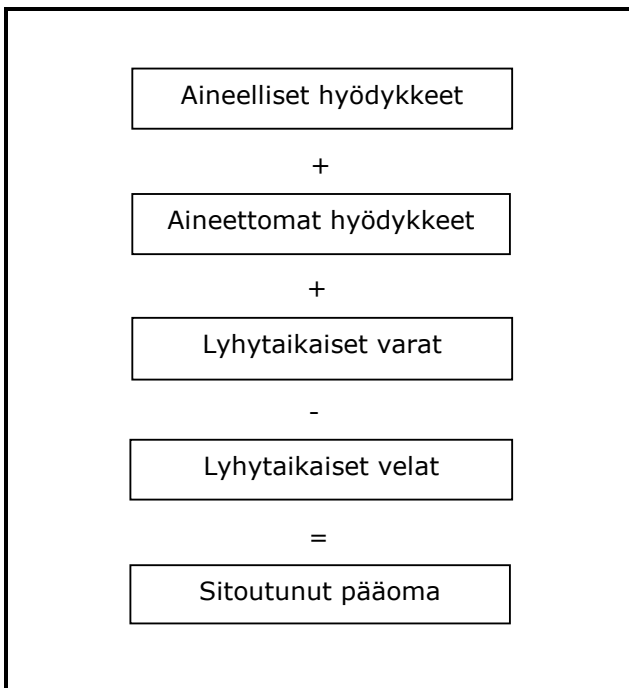 Aineelliset hyödykkeet
+
Aineettomat hyödykkeet
+
Lyhytaikaiset varat
-
Lyhytaikaiset velat
=
Sitoutunut pääoma